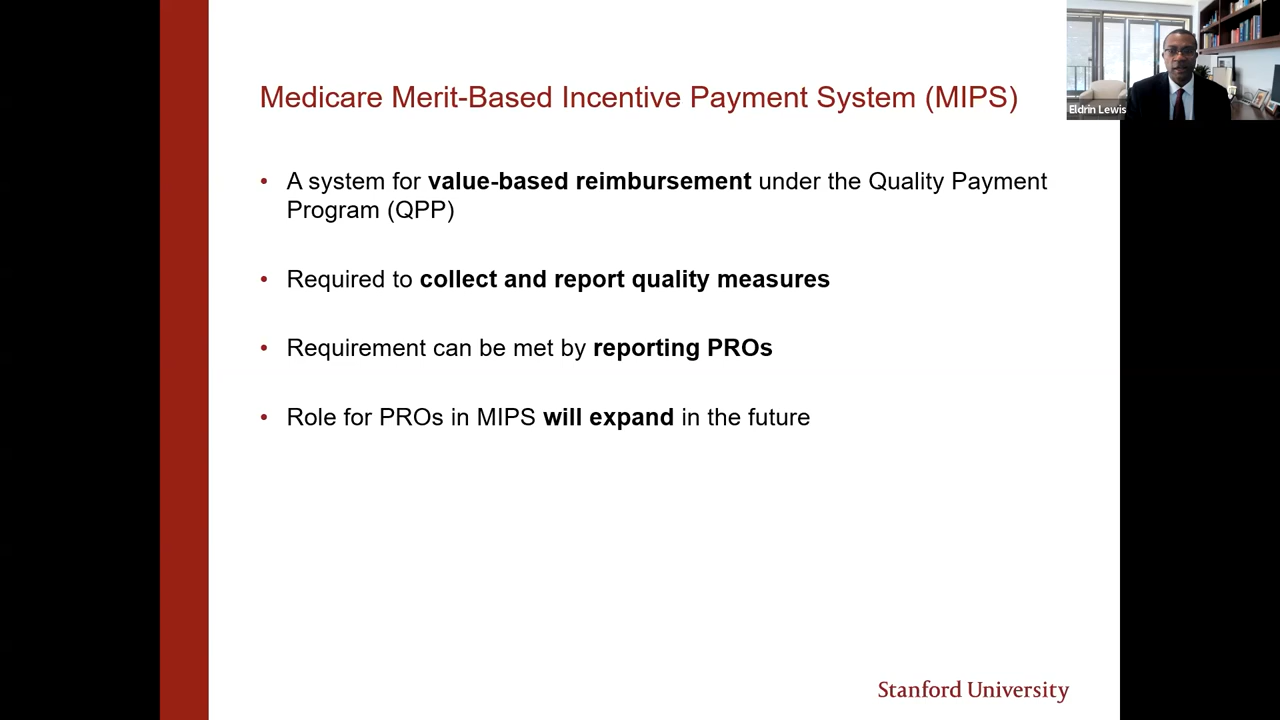 Medicare Merit-Based Incentive Payment System (MIPS)
• A system for value-based reimbursement under the Quality Payment
Program (QPP)
• Required to collect and report quality measures
• Requirement can be met by reporting PROs
• Role for PROs in MIPS will expand in the future
Stanford University
Eldrin Lewis